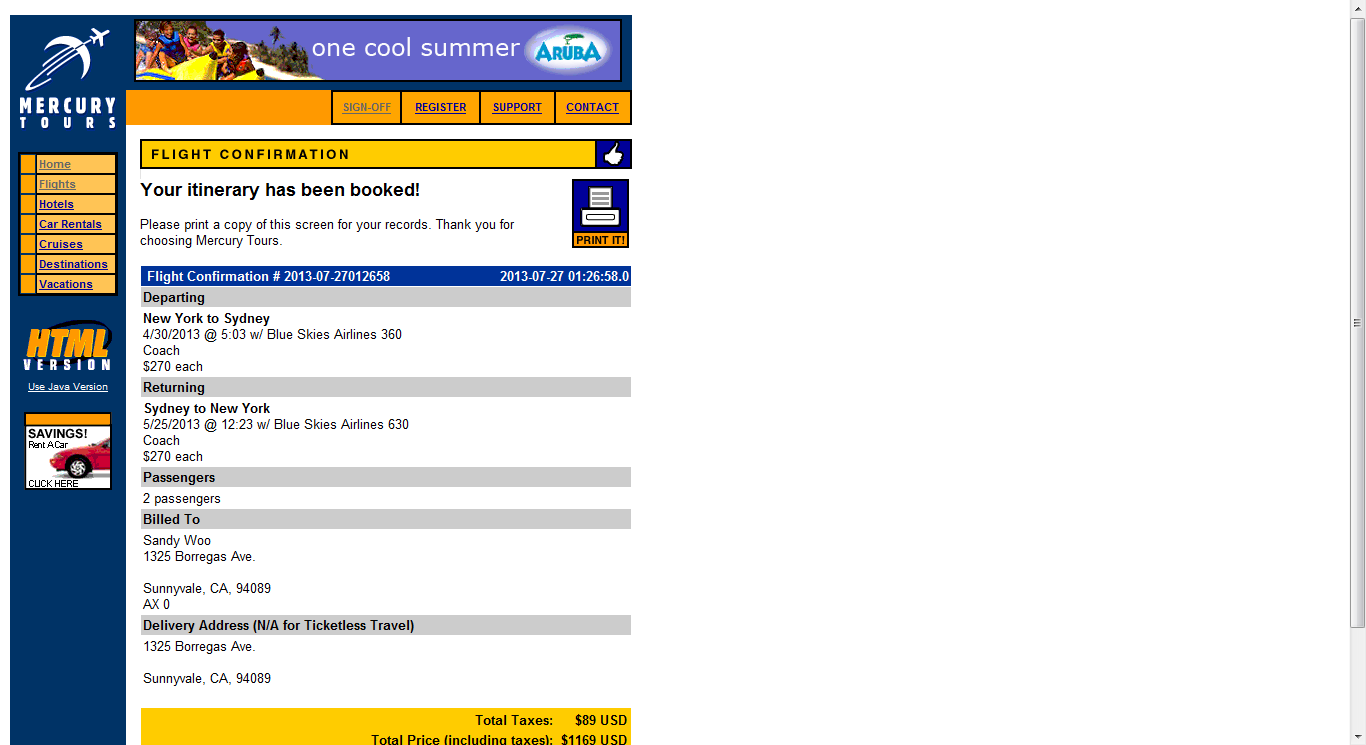 one cool summer ARUBA
MERCURY
TOURS
SIGN-OFF REGISTER SUPPORT CONTACT
Home
Flights
Hotels
Car Rentals
Cruises
Destinations
Vacations
HTML
VERSION
Use Java Version
SAVINGS!
Rent A Car
CLICK HERE
FLIGHT CONFIRMATION
Your itinerary has been booked!
Please print a copy of this screen for your records. Thank you for
choosing Mercury Tours.
PRINT IT!
Flight Confirmation # 2013-07-27012658 2013-07-27 01:26:58.0
Departing
New York to Sydney
4/30/2013 @ 5:03 w/ Blue Skies Airlines 360
Coach
$270 each
Returning
Sydney to New York
5/25/2013 @ 12:23 w/ Blue Skies Airlines 630
Coach
$270 each
Passengers
2 passengers
Billed To
Sandy Woo
1325 Borregas Ave.
Sunnyvale, CA, 94089
AX 0
Delivery Address (N/A for Ticketless Travel)
1325 Borregas Ave.
Sunnyvale, CA, 94089
Total Taxes: $89 USD
Total Price (including taxes): $1169 USD